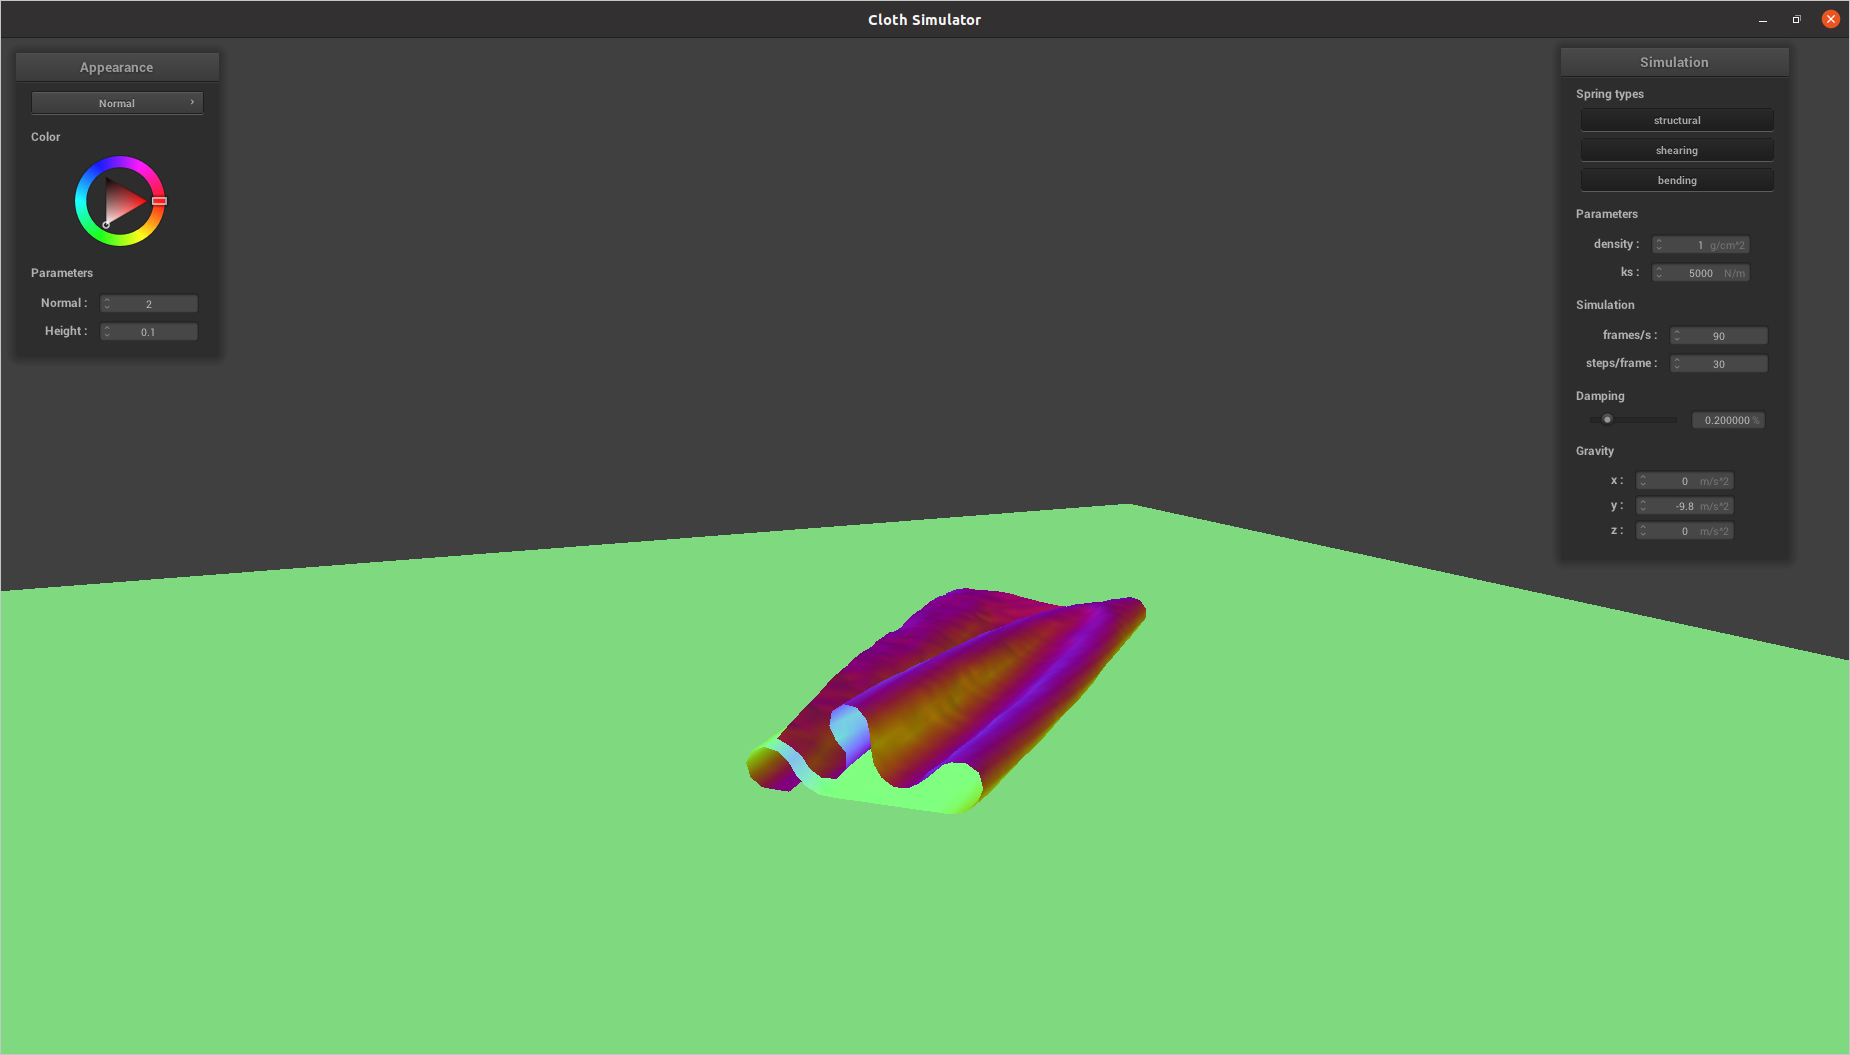 Cloth Simulator
Appearance
Normal
Color
Parameters
Normal : 2
Height : 0.1
Simulation
Spring types
structural
shearing
bending
Parameters
density : 1 g/cm^2
ks : 5000 N/m
Simulation
frames/s : 90
steps/frame : 30
Damping
0.200000 %
Gravity
x : 0 m/s^2
y : -9.8 m/s^2
z : 0 m/s^2